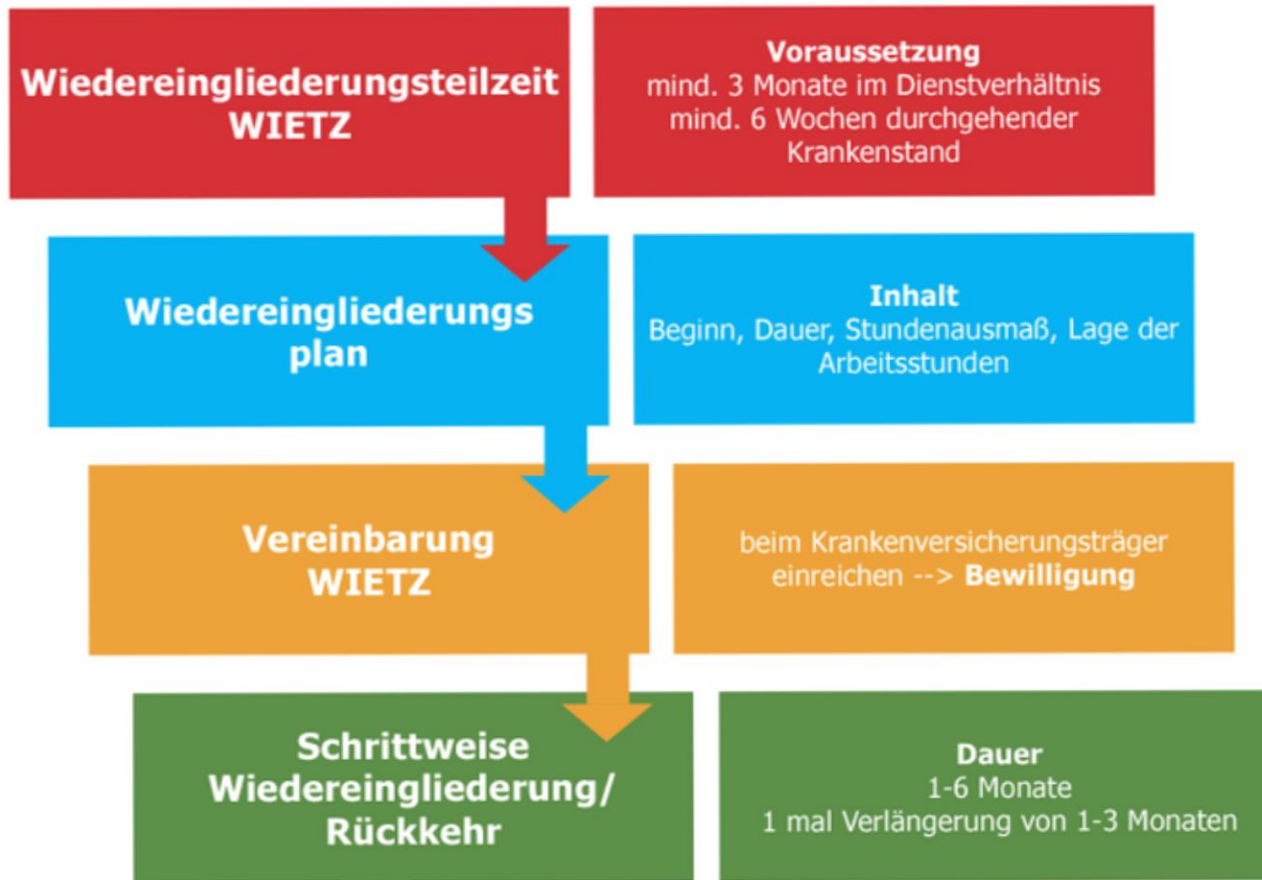 Wiedereingliederungsteilzeit
WIETZ
Voraussetzung
mind. 3 Monate im Dienstverhältnis
mind. 6 Wochen durchgehender
Krankenstand
Wiedereingliederungs
plan
Inhalt
Beginn, Dauer, Stundenausmaß, Lage der
Arbeitsstunden
Vereinbarung
WIETZ
beim Krankenversicherungsträger
einreichen --> Bewilligung
Schrittweise
Wiedereingliederung/
Rückkehr
Dauer
1-6 Monate
1 mal Verlängerung von 1-3 Monaten